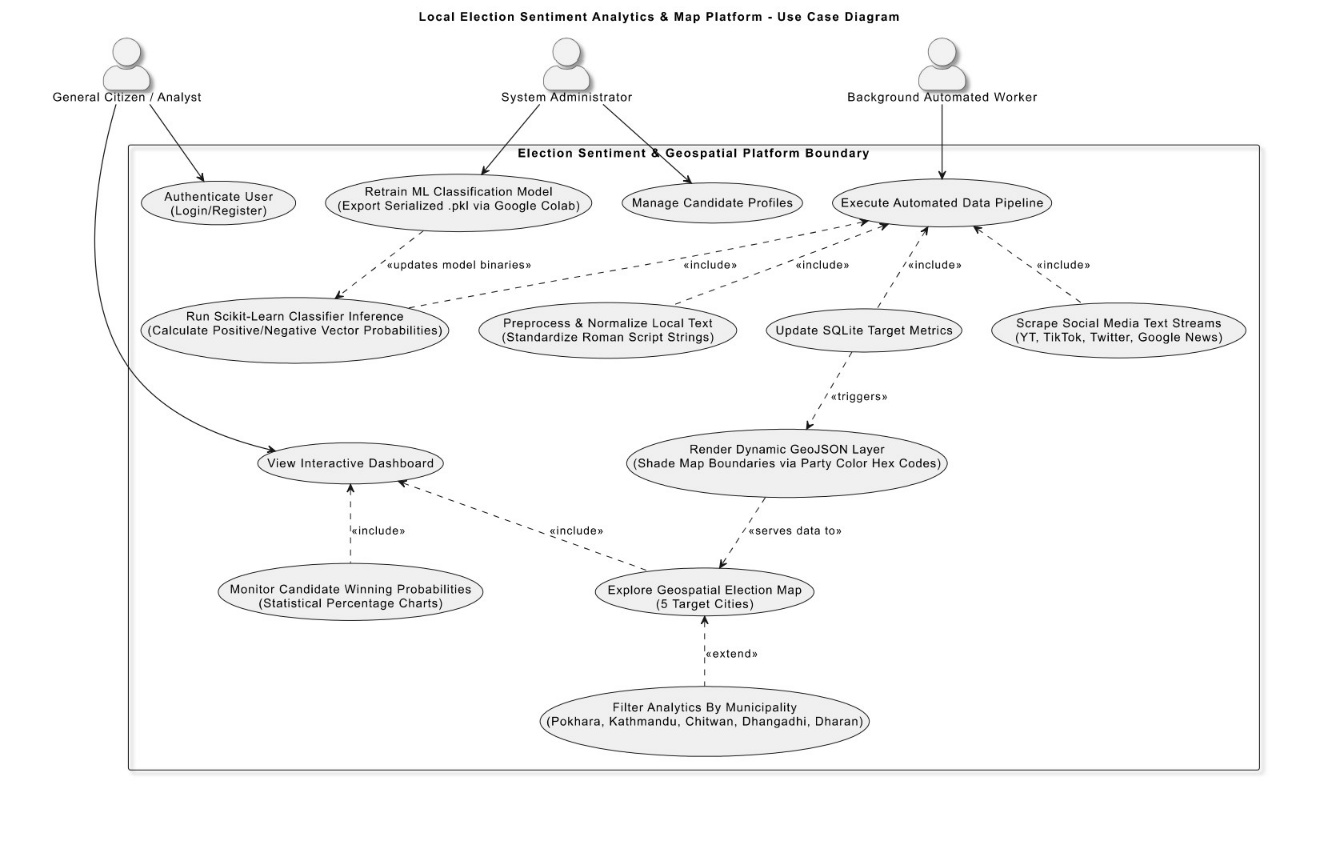 Local Election Sentiment Analytics & Map Platform - Use Case Diagram
General Citizen / Analyst
System Administrator
Background Automated Worker
Election Sentiment & Geospatial Platform Boundary
Authenticate User
(Login/Register)
Retrain ML Classification Model
(Export Serialized .pkl via Google Colab)
Manage Candidate Profiles
Execute Automated Data Pipeline
«updates model binaries»
«include»
«include»
«include»
«include»
Run Scikit-Learn Classifier Inference
(Calculate Positive/Negative Vector Probabilities)
Preprocess & Normalize Local Text
(Standardize Roman Script Strings)
Update SQLite Target Metrics
Scrape Social Media Text Streams
(YT, TikTok, Twitter, Google News)
«triggers»
View Interactive Dashboard
Render Dynamic GeoJSON Layer
(Shade Map Boundaries via Party Color Hex Codes)
«include»
«include»
«serves data to»
Monitor Candidate Winning Probabilities
(Statistical Percentage Charts)
Explore Geospatial Election Map
(5 Target Cities)
«extend»
Filter Analytics By Municipality
(Pokhara, Kathmandu, Chitwan, Dhangadhi, Dharan)